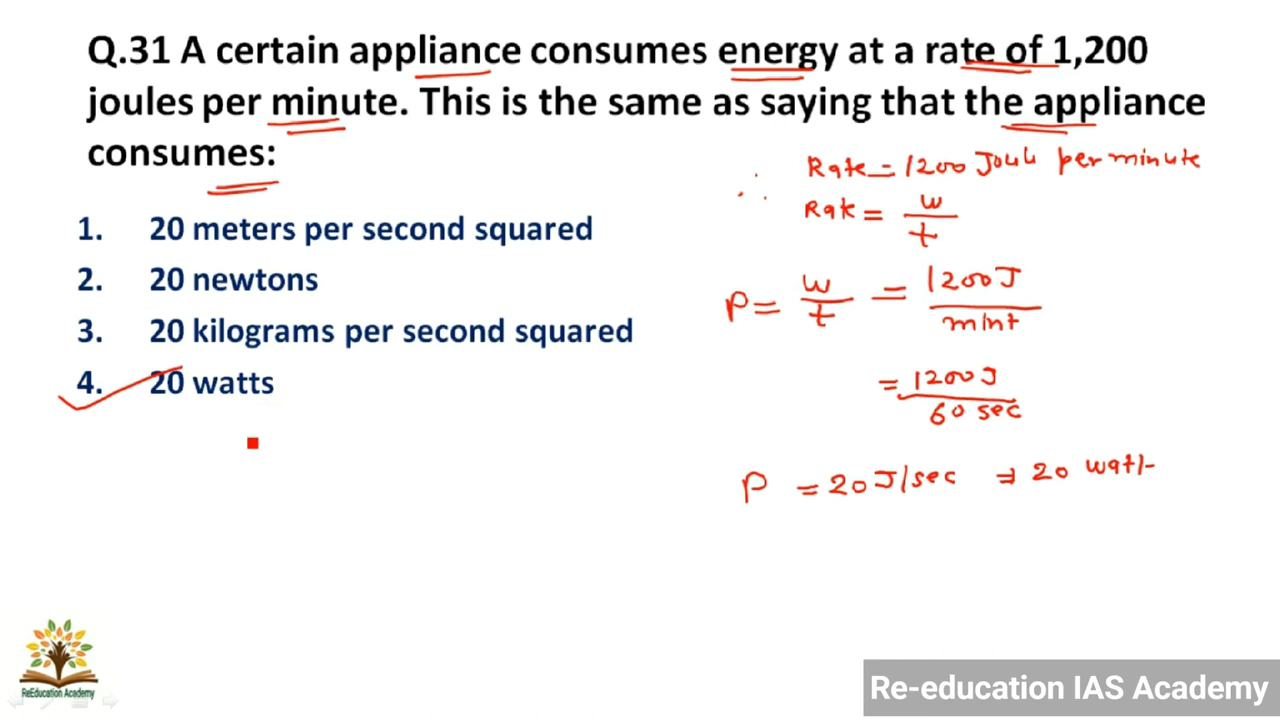 Q.31 A certain appliance consumes energy at a rate of 1,200
joules per minute. This is the same as saying that the appliance
consumes:
1. 20 meters per second squared
2. 20 newtons
3. 20 kilograms per second squared
4. 20 watts
∴ Rate = 1200 Joule per minute
Rate = w/t
P = w/t = 1200J/mint
= 1200J/60 sec
P = 20 J/sec ⇒ 20 watt
ReEducation Academy
Re-education IAS Academy